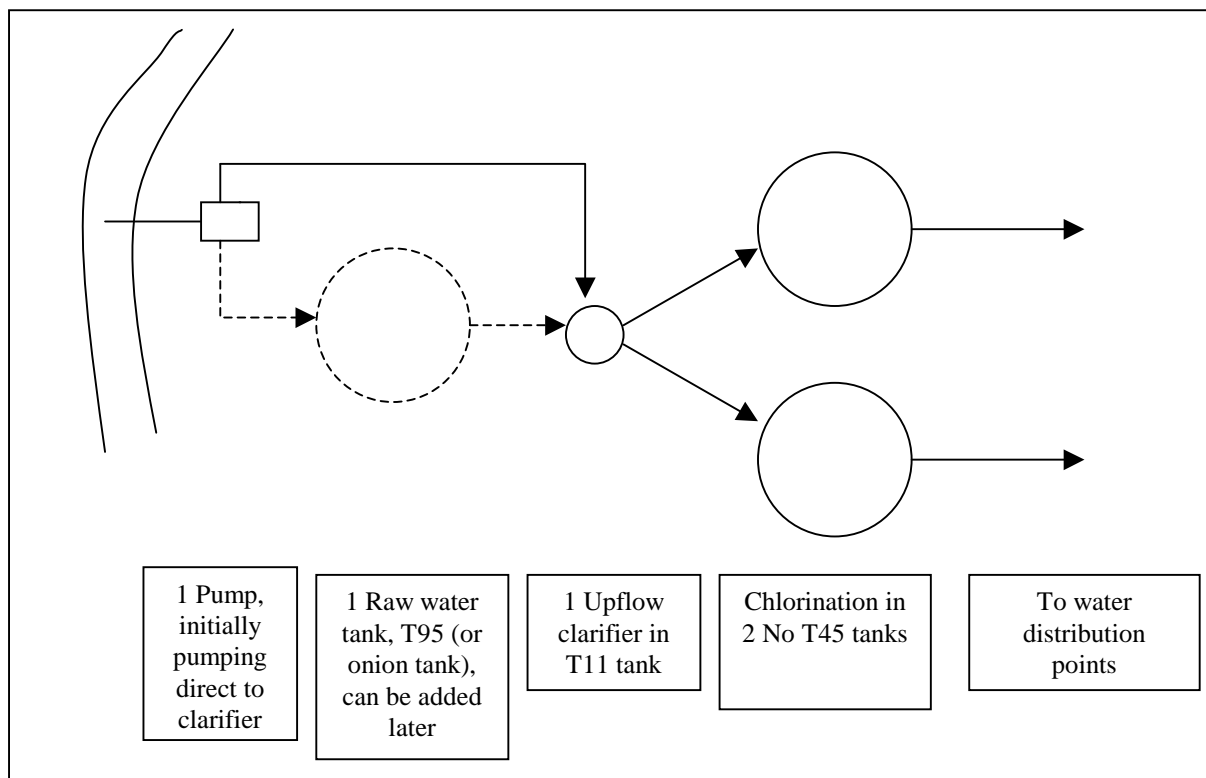 1 Pump,
initially
pumping
direct to
clarifier
1 Raw water
tank, T95 (or
onion tank),
can be added
later
1 Upflow
clarifier in
T11 tank
Chlorination in
2 No T45 tanks
To water
distribution
points